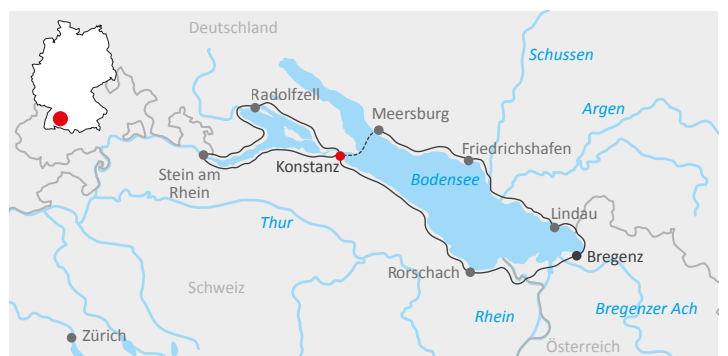 Deutschland
Schussen
Radolfzell
Meersburg
Argen
Friedrichshafen
Stein am
Rhein
Konstanz
Bodensee
Thur
Lindau
Bregenz
Rorschach
Schweiz
Rhein
Bregenzer Ach
Zürich
Österreich